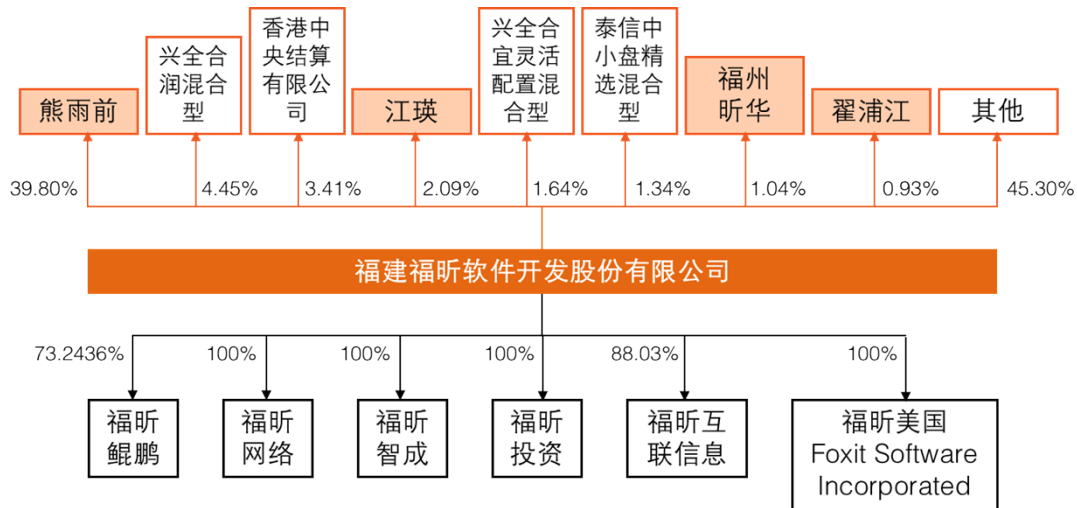 熊雨前
兴全合
润混合
型
香港中
央结算
有限公
司
江瑛
兴全合
宜灵活
配置混
合型
泰信中
小盘精
选混合
型
福州
昕华
翟浦江
其他
39.80%
4.45%
3.41%
2.09%
1.64%
1.34%
1.04%
0.93%
45.30%
福建福昕软件开发股份有限公司
73.2436%
100%
100%
100%
88.03%
100%
福昕
鲲鹏
福昕
网络
福昕
智成
福昕
投资
福昕互
联信息
福昕美国
Foxit Software
Incorporated